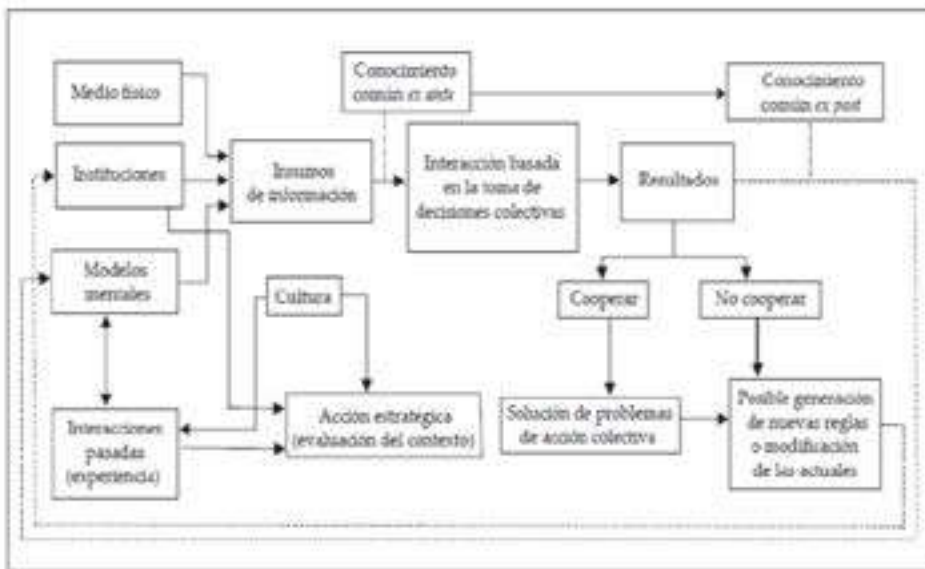 Medio físico
Conocimiento
común ex ante
Conocimiento
común ex post
Instituciones
Insumos
de información
Interacción basada
en la toma de
decisiones colectivas
Resultados
Modelos
mentales
Cultura
Cooperar
No cooperar
Interacciones
pasadas
(experiencia)
Acción estratégica
(evaluación del contexto)
Solución de problemas
de acción colectiva
Posible generación
de nuevas reglas
o modificación
de las actuales